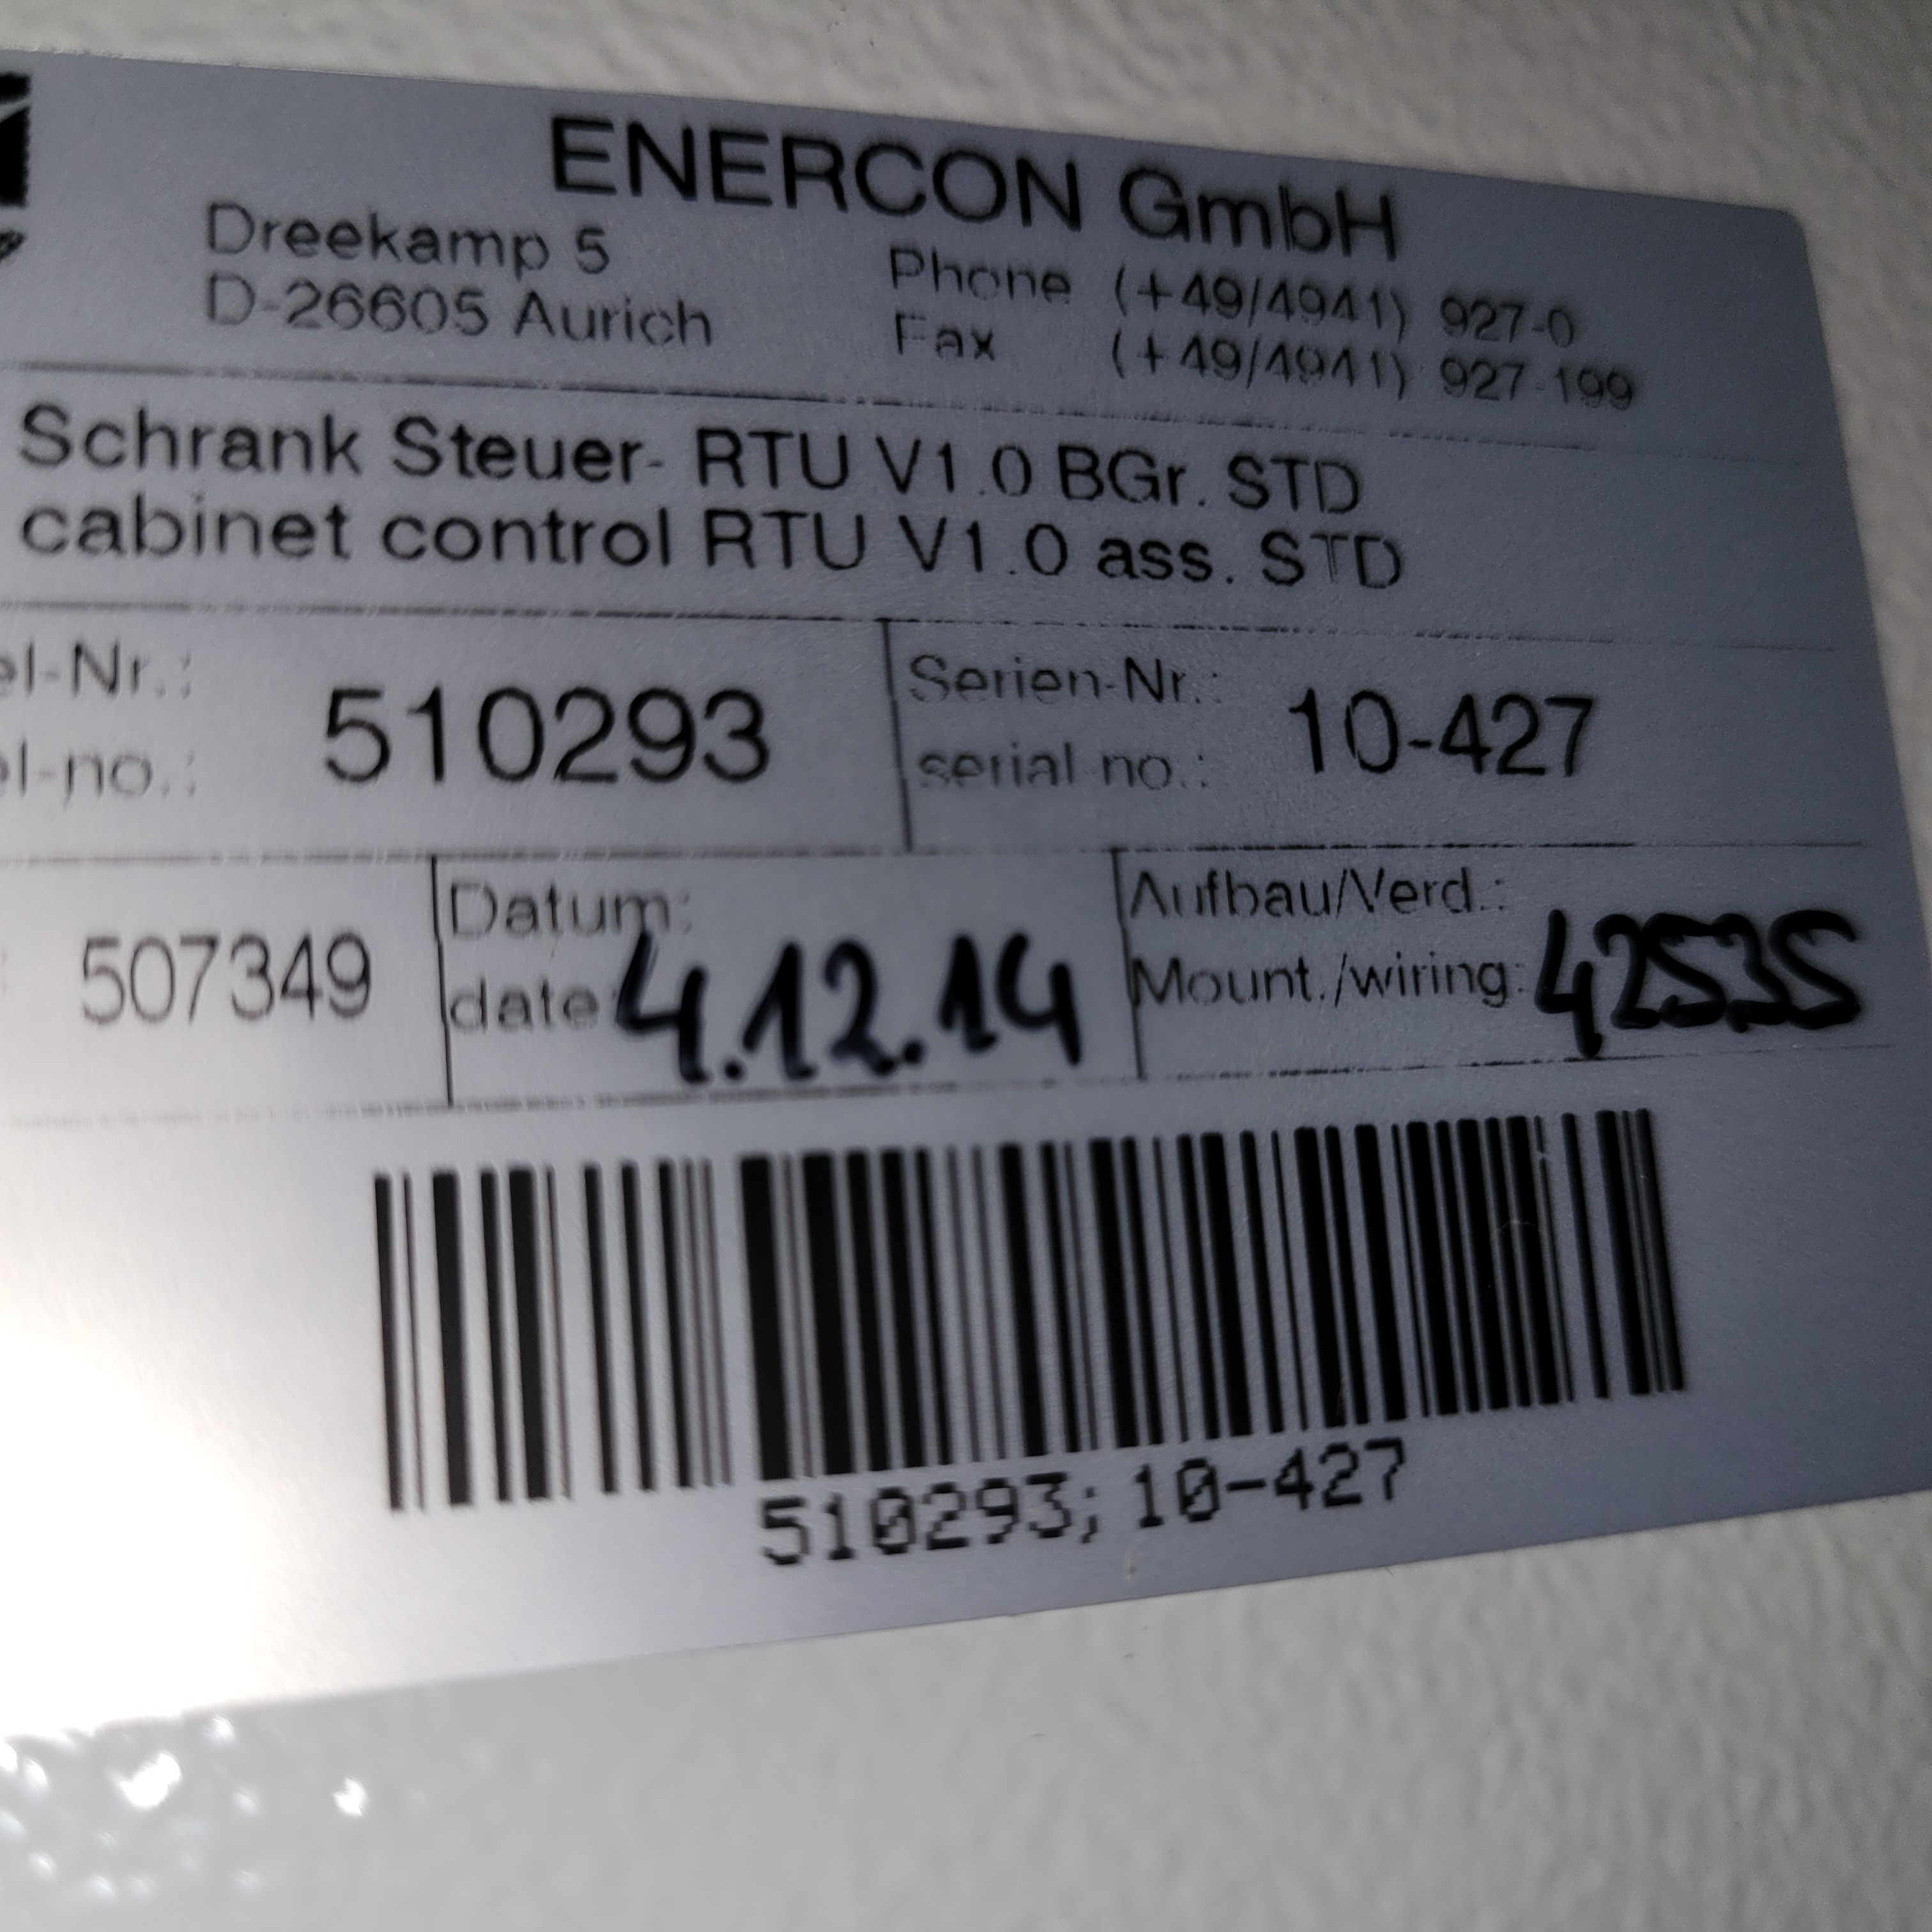 ENERCON GmbH
Dreekamp 5
D-26605 Aurich
Phone (+49/4941) 927-0
Fax (+49/4941) 927-199
Schrank Steuer- RTU V1.0 BGr. STD
cabinet control RTU V1.0 ass. STD
el-Nr.: 510293
el-no.:
Serien-Nr.: 10-427
serial no.:
507349
Datum:
date: 4.12.14
Aufbau/Verd.:
Mount./wiring: 42535
510293;10-427